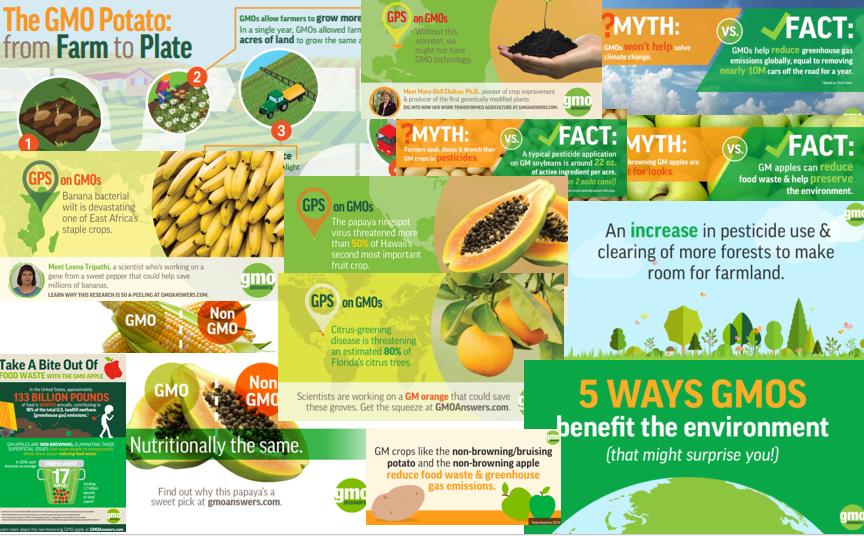 The GMO Potato:
from Farm to Plate
GMOs allow farmers to grow more
In a single year, GMOs allowed farm
acres of land to grow the same a
1
2
3
GPS on GMOs
Without this
scientist, we
might not have
GMO technology.
Meet Mary-Dell Chilton, Ph.D., pioneer of crop improvement
& producer of the first genetically modified plants.
DIG INTO HOW HER WORK TRANSFORMED AGRICULTURE AT GMOANSWERS.COM
gmo
answers
?MYTH:
GMOs won't help solve
climate change.
VS.
FACT:
GMOs help reduce greenhouse gas
emissions globally, equal to removing
nearly 10M cars off the road for a year.
?MYTH:
Farmers soak, douse & drench their
GM crops in pesticides.
VS.
FACT:
A typical pesticide application
on GM soybeans is around 22 oz.
of active ingredient per acre.
n 2 soda cans!)
MYTH:
browning GM apples are
t for looks
VS.
FACT:
GM apples can reduce
food waste & help preserve
the environment.
GPS on GMOs
Banana bacterial
wilt is devastating
one of East Africa's
staple crops.
Meet Leena Tripathi, a scientist who's working on a
gene from a sweet pepper that could help save
millions of bananas.
LEARN WHY THIS RESEARCH IS SO A-PEELING AT GMOANSWERS.COM.
gmo
answers
GPS on GMOs
The papaya ringspot
virus threatened more
than 50% of Hawaii's
second most important
fruit crop.
An increase in pesticide use &
clearing of more forests to make
room for farmland.
gmo
GPS on GMOs
Citrus-greening
disease is threatening
an estimated 80% of
Florida's citrus trees.
Scientists are working on a GM orange that could save
these groves. Get the squeeze at GMOAnswers.com.
GMO
Non
GMO
Take A Bite Out Of
FOOD WASTE WITH THE GMO APPLE
In the United States, approximately
133 BILLION POUNDS
of food is WASTED annually, contributing to
18% of the total U.S. landfill methane
(greenhouse gas) emissions.
GM APPLES ARE NON-BROWNING, ELIMINATING THOSE
THROW AWAY
17
APPLES
earn more about the non-browning GMO apple at GMOAnswers.com
GMO
Non
GMO
Nutritionally the same.
Find out why this papaya's a
sweet pick at gmoanswers.com.
gmo
GM crops like the non-browning/bruising
potato and the non-browning apple
reduce food waste & greenhouse
gas emissions.
gmo
5 WAYS GMOS
benefit the environment
(that might surprise you!)
gmo